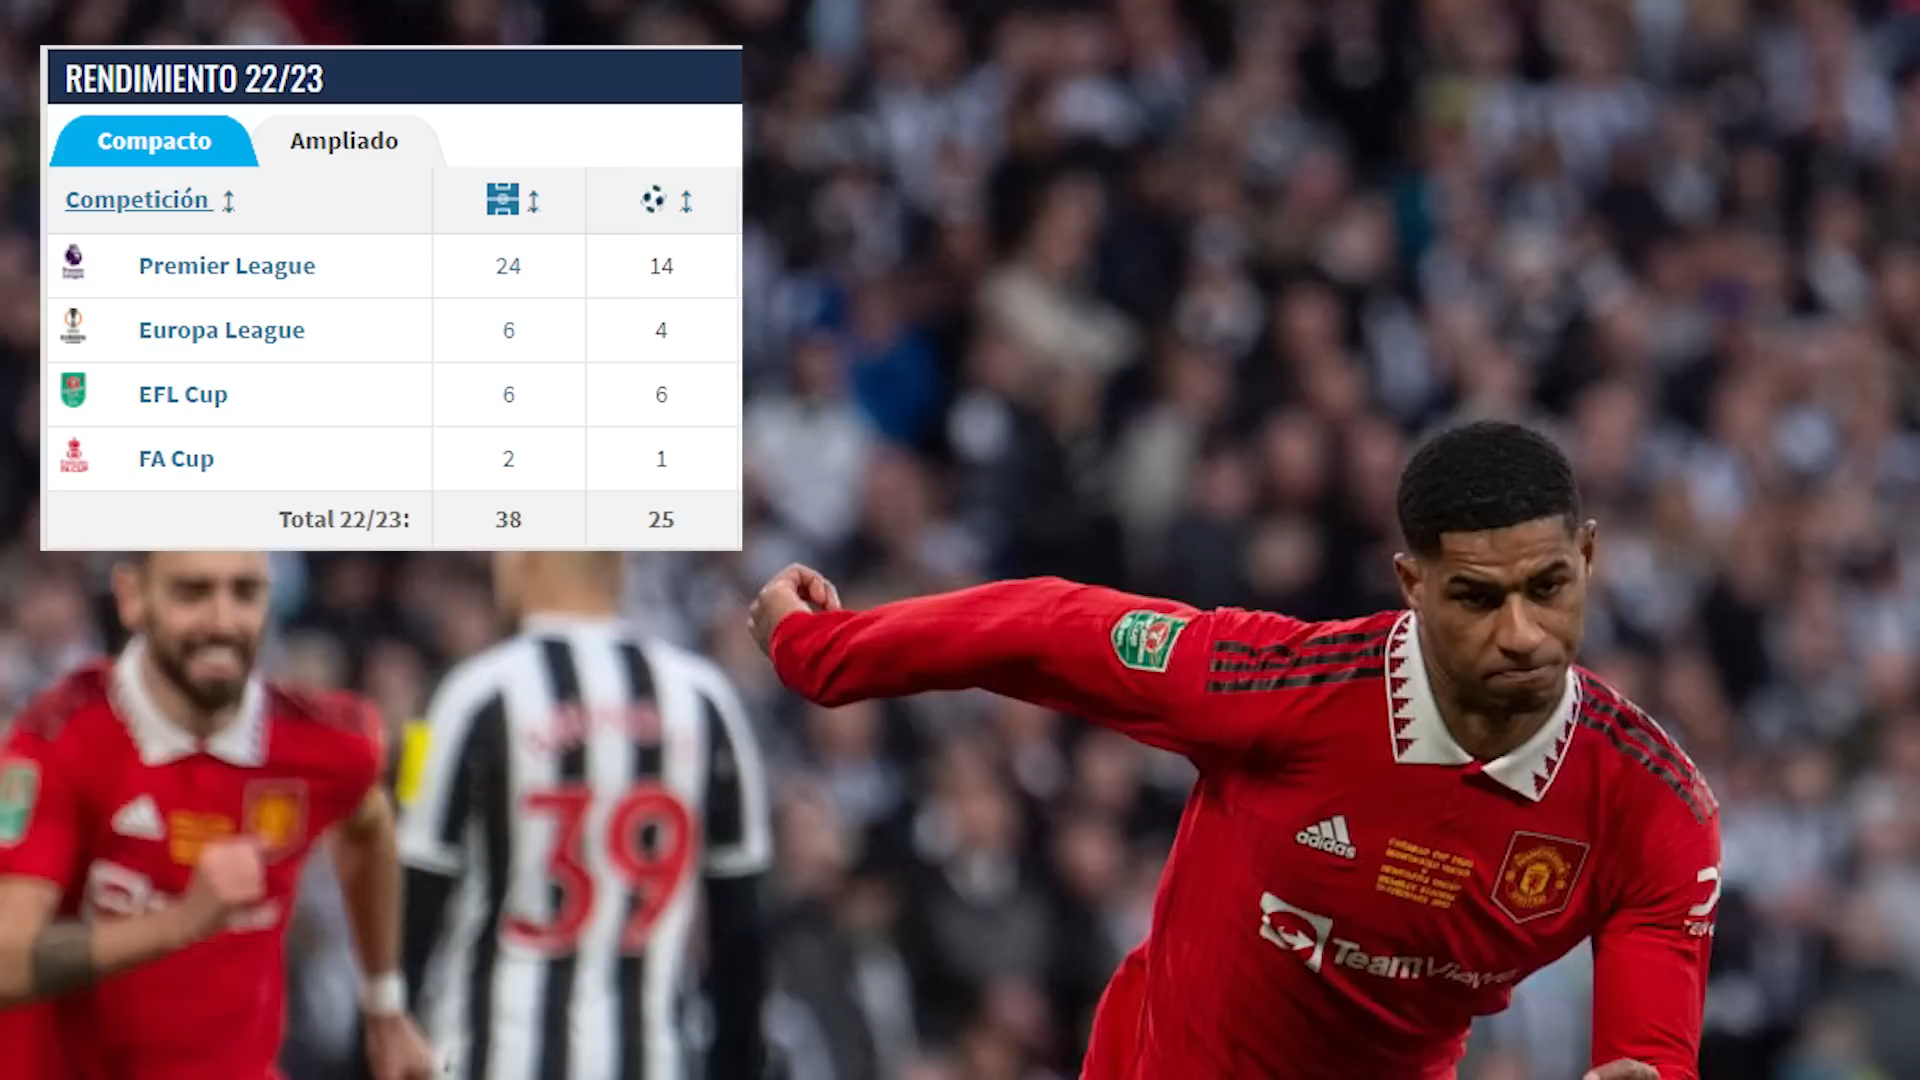 RENDIMIENTO 22/23
Compacto Ampliado
Competición
Premier League 24 14
Europa League 6 4
EFL Cup 6 6
FA Cup 2 1
Total 22/23: 38 25
39
adidas
TeamViewer